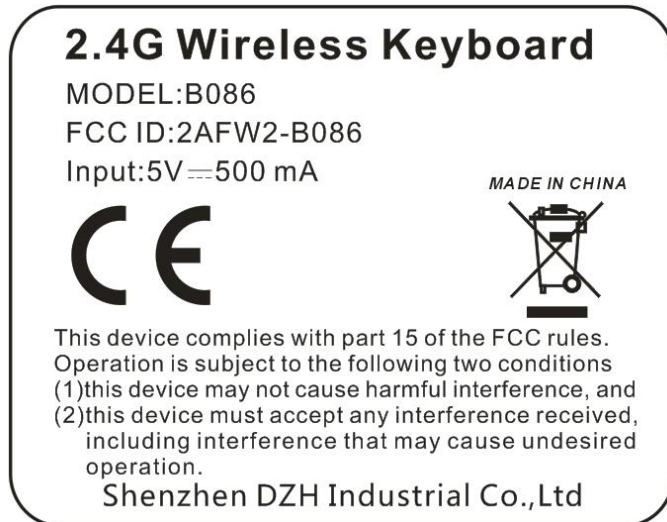 2.4G Wireless Keyboard
MODEL:B086
FCC ID:2AFW2-B086
Input:5V⎓500 mA
MADE IN CHINA
CE
This device complies with part 15 of the FCC rules.
Operation is subject to the following two conditions
(1)this device may not cause harmful interference, and
(2)this device must accept any interference received,
including interference that may cause undesired
operation.
Shenzhen DZH Industrial Co.,Ltd